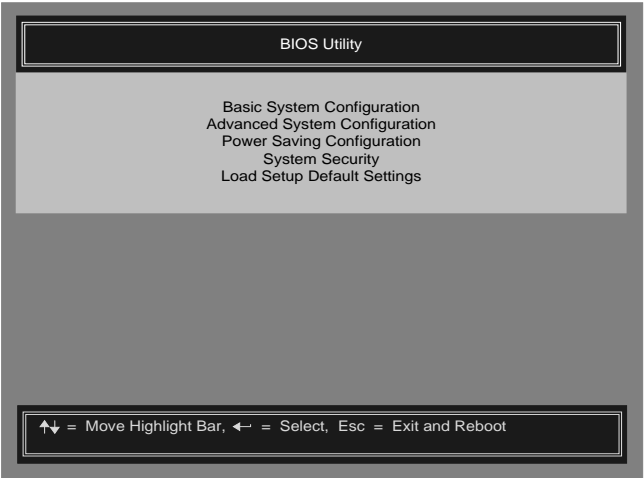 BIOS Utility
Basic System Configuration
Advanced System Configuration
Power Saving Configuration
System Security
Load Setup Default Settings
↑↓ = Move Highlight Bar, ← = Select, Esc = Exit and Reboot